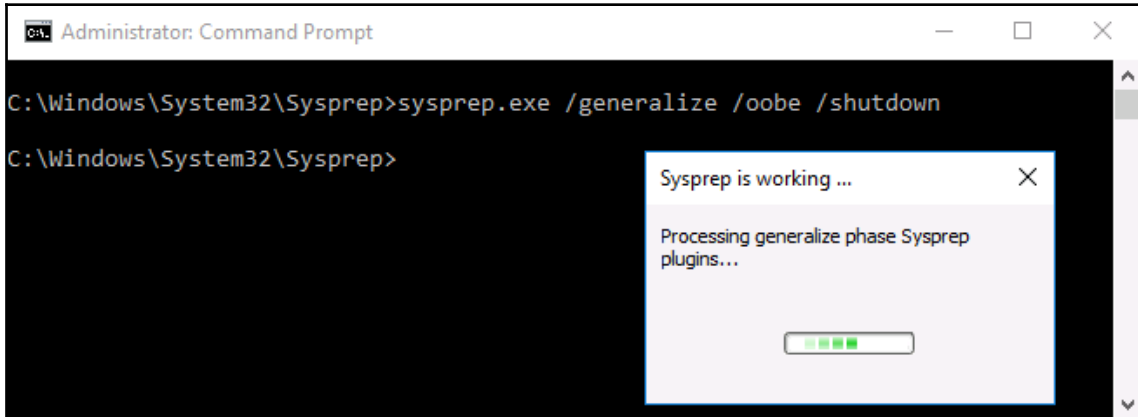 Administrator: Command Prompt
C:\Windows\System32\Sysprep>sysprep.exe /generalize /oobe /shutdown
C:\Windows\System32\Sysprep>
Sysprep is working ...
Processing generalize phase Sysprep
plugins...